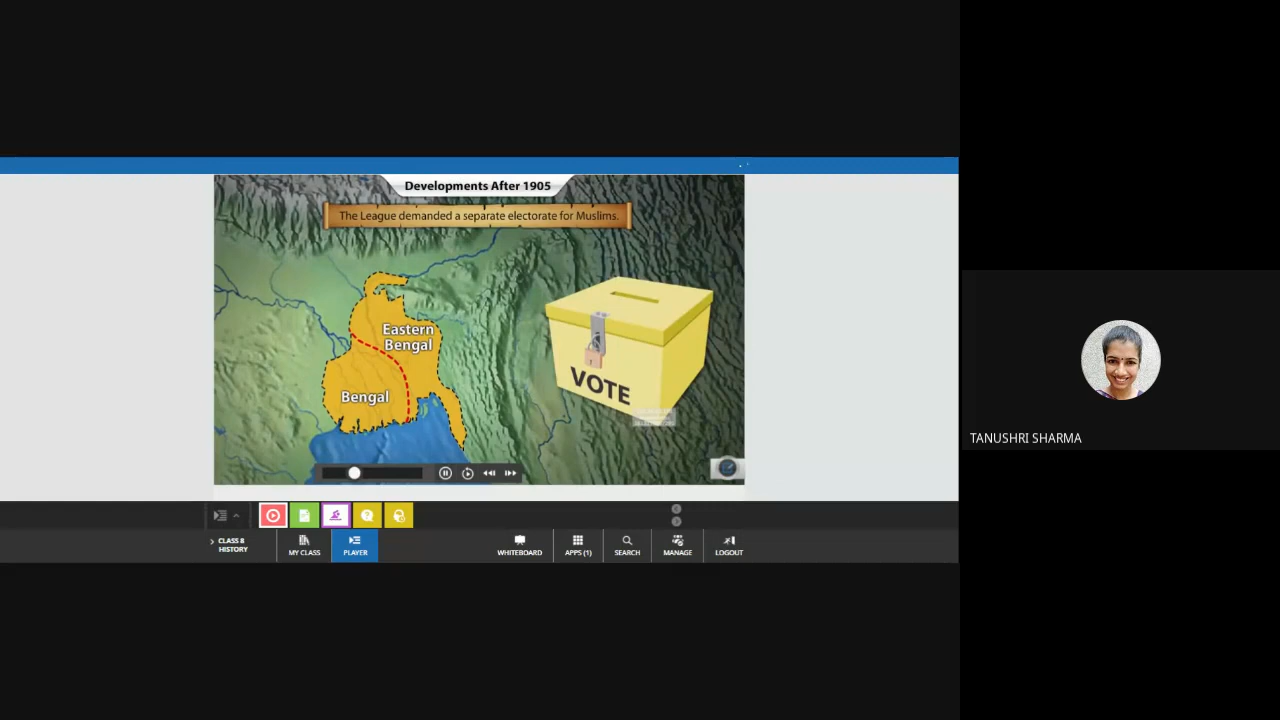 Developments After 1905
The League demanded a separate electorate for Muslims.
Eastern
Bengal
Bengal
VOTE
TANUSHRI SHARMA
CLASS 8
HISTORY
MY CLASS
PLAYER
WHITEBOARD
APPS (1)
SEARCH
MANAGE
LOGOUT